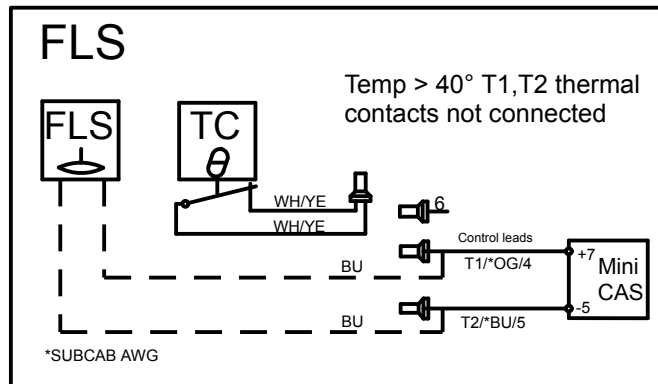 FLS
Temp > 40° T1,T2 thermal
contacts not connected
FLS
TC
WH/YE
WH/YE
6
Control leads
BU
T1/*OG/4
+7
Mini
CAS
BU
T2/*BU/5
-5
*SUBCAB AWG